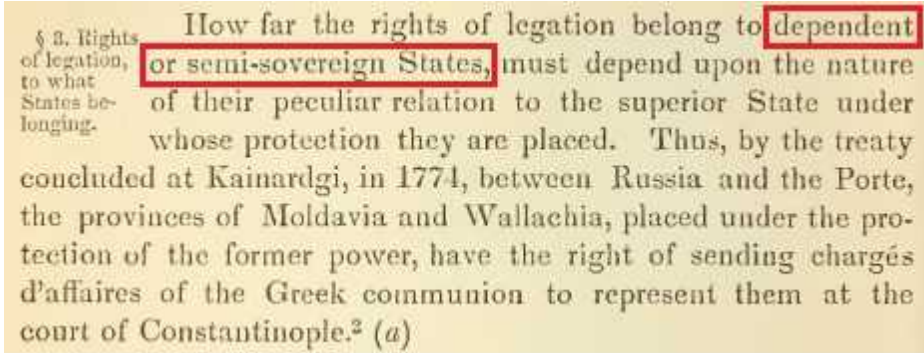 § 3. Rights
of legation,
to what
States be-
longing.
How far the rights of legation belong to dependent
or semi-sovereign States, must depend upon the nature
of their peculiar relation to the superior State under
whose protection they are placed. Thus, by the treaty
concluded at Kainardgi, in 1774, between Russia and the Porte,
the provinces of Moldavia and Wallachia, placed under the pro-
tection of the former power, have the right of sending chargés
d'affaires of the Greek communion to represent them at the
court of Constantinople.² (a)